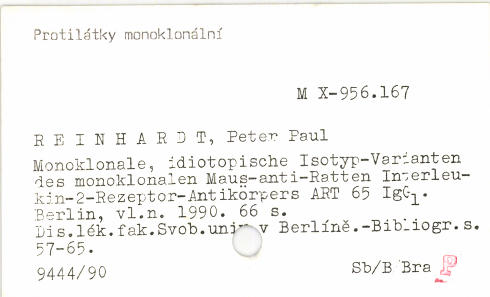 Protilátky monoklonální
M X-956.167
R E I N H A R D T, Peter Paul
Monoklonale, idiotopische Isotyp-Varianten
des monoklonalen Maus-anti-Ratten Interleu-
kin-2-Rezeptor-Antikörpers ART 65 IgG1.
Berlin, vl.n. 1990. 66 s.
Dis.lék.fak.Svob.univ v Berlíně.-Bibliogr.s.
57-65.
9444/90 Sb/B Bra P